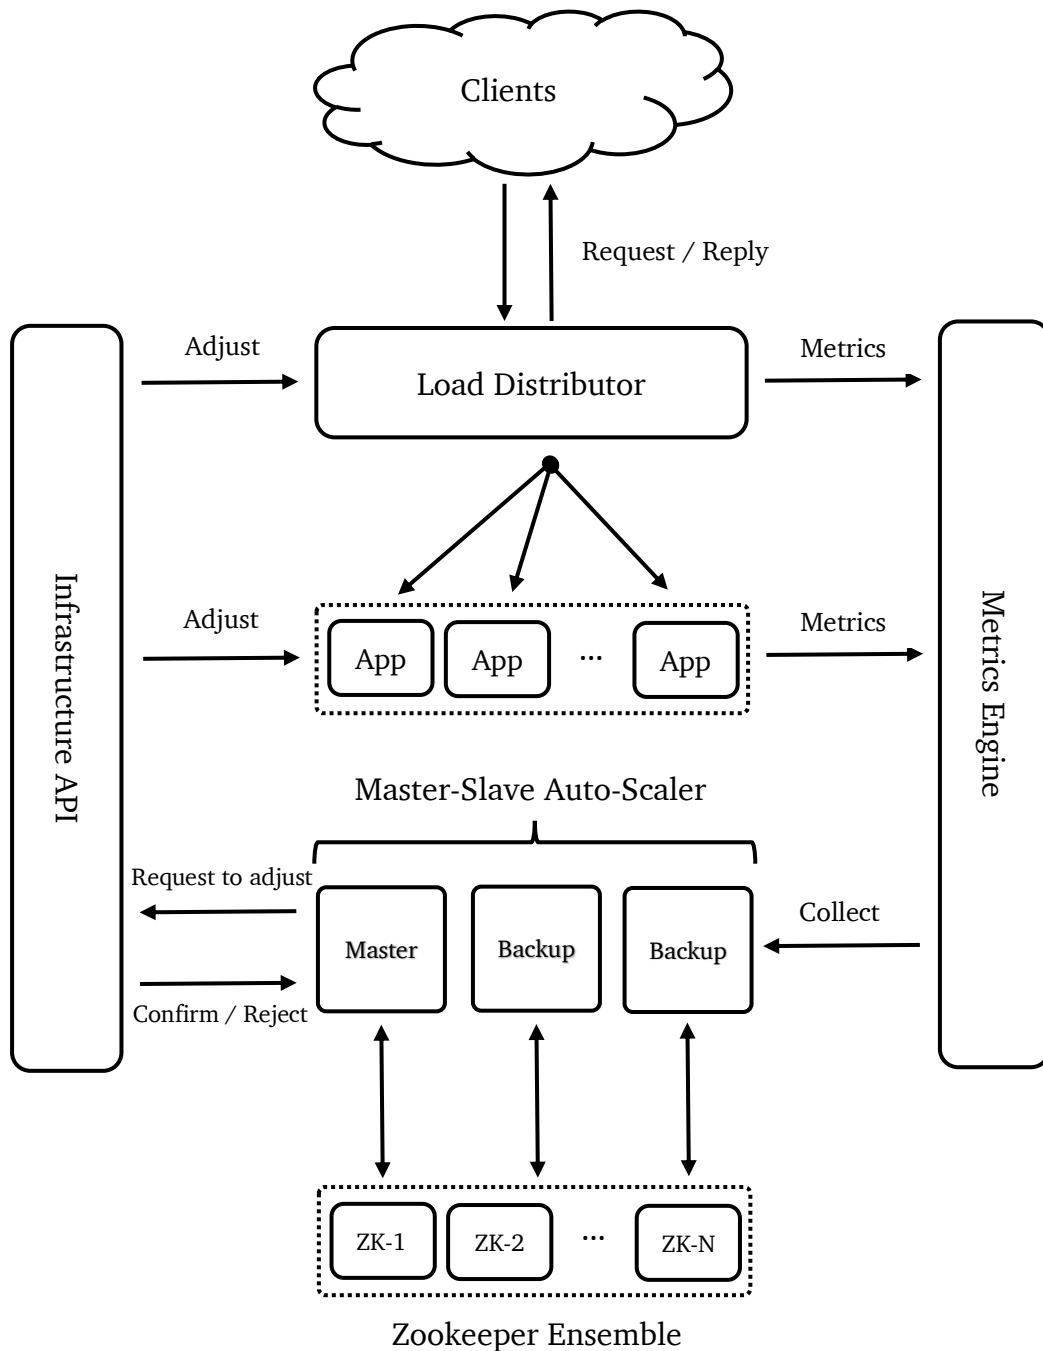 Clients
Request / Reply
Adjust
Load Distributor
Metrics
Infrastructure API
Adjust
App
App
...
App
Metrics
Metrics Engine
Master-Slave Auto-Scaler
Request to adjust
Confirm / Reject
Master
Backup
Backup
Collect
ZK-1
ZK-2
...
ZK-N
Zookeeper Ensemble